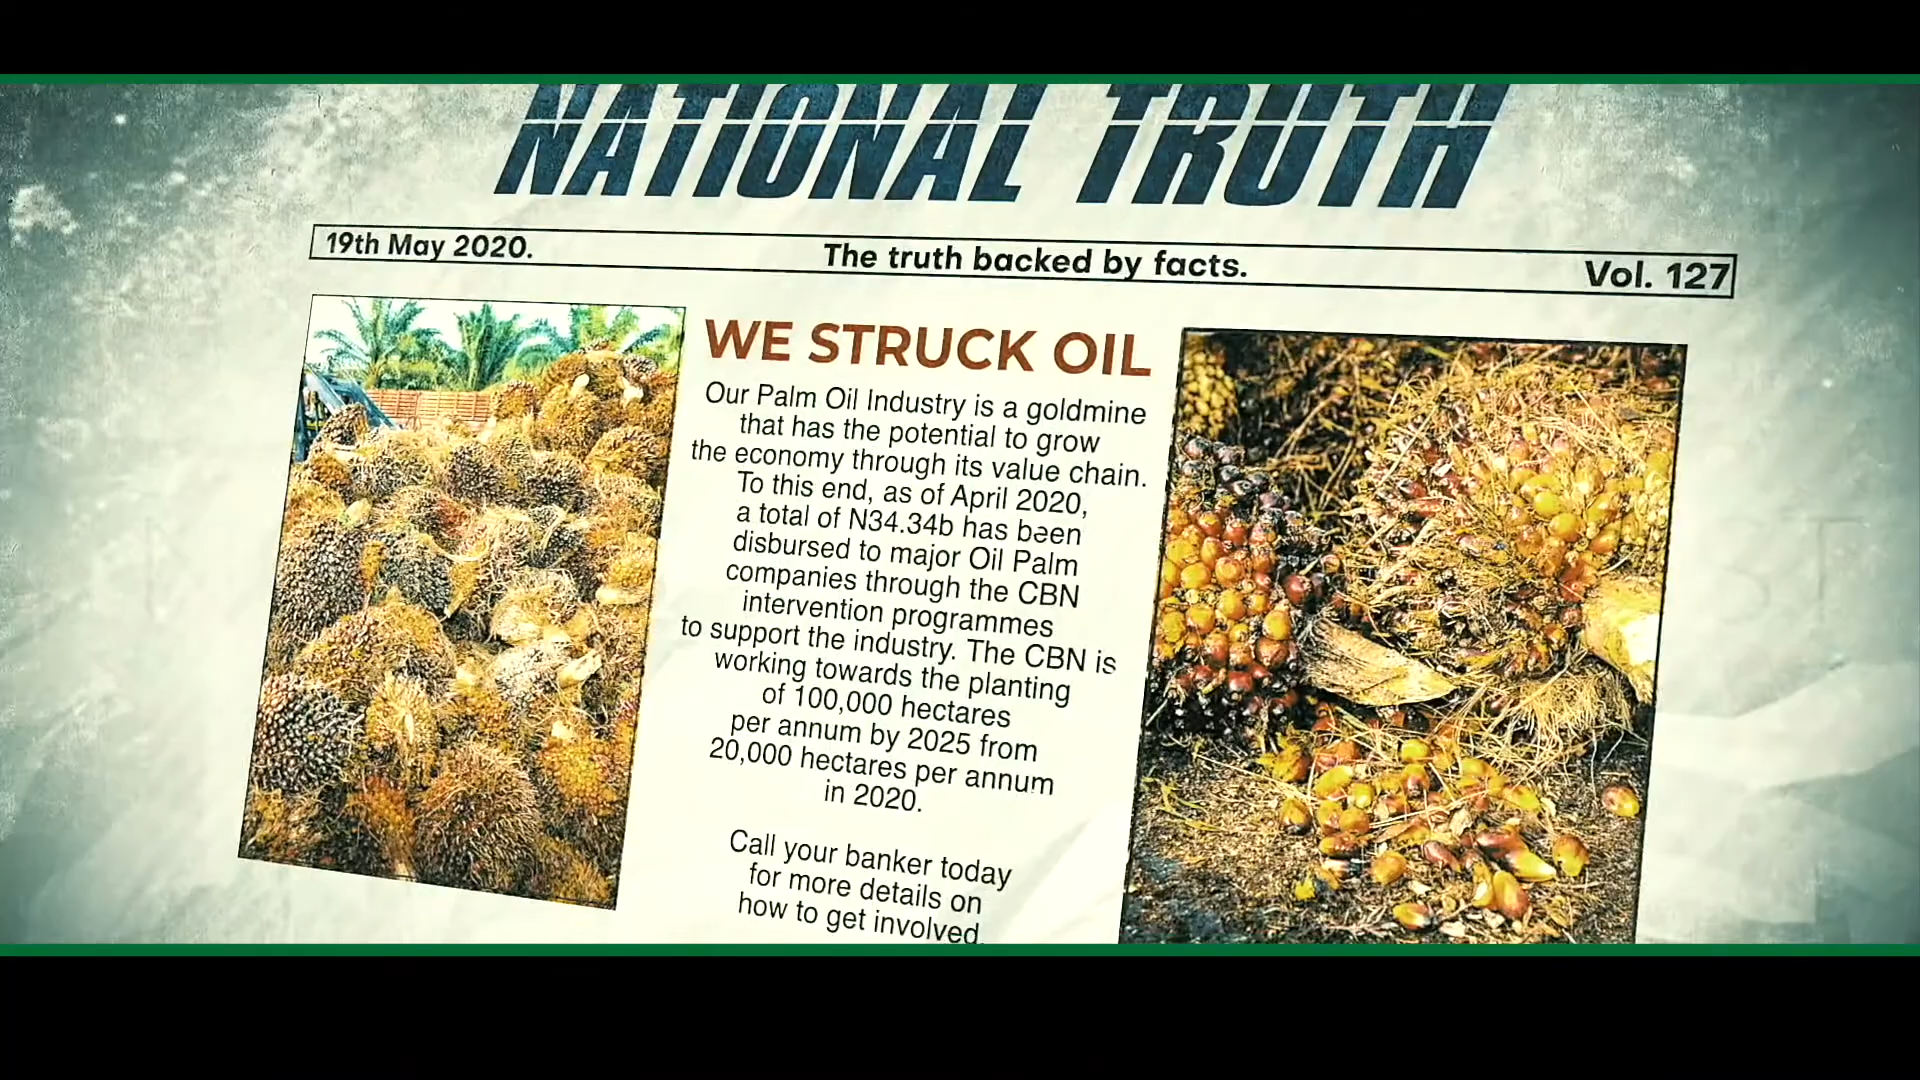 NATIONAL TRUTH
19th May 2020. The truth backed by facts. Vol. 127
WE STRUCK OIL
Our Palm Oil Industry is a goldmine
that has the potential to grow
the economy through its value chain.
To this end, as of April 2020,
a total of N34.34b has been
disbursed to major Oil Palm
companies through the CBN
intervention programmes
to support the industry. The CBN is
working towards the planting
of 100,000 hectares
per annum by 2025 from
20,000 hectares per annum
in 2020.
Call your banker today
for more details on
how to get involved.